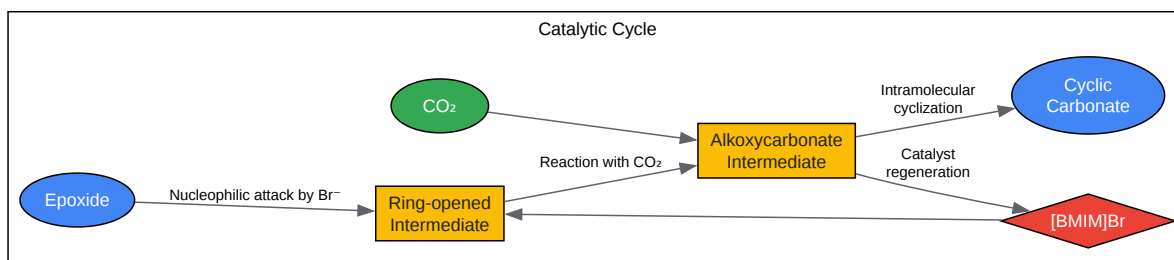 Catalytic Cycle
CO₂
Intramolecular
cyclization
Cyclic
Carbonate
Alkoxycarbonate
Intermediate
Reaction with CO₂
Catalyst
regeneration
Epoxide
Nucleophilic attack by Br⁻
Ring-opened
Intermediate
[BMIM]Br